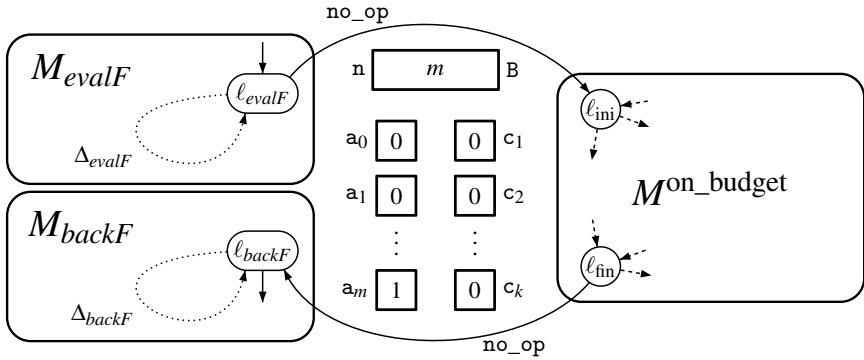 no_op
M_evalF
ℓ_evalF
Δ_evalF
n m B
a_0 0 0 c_1
a_1 0 0 c_2
⋮ ⋮
a_m 1 0 c_k
M^on_budget
ℓ_ini
ℓ_fin
M_backF
ℓ_backF
Δ_backF
no_op